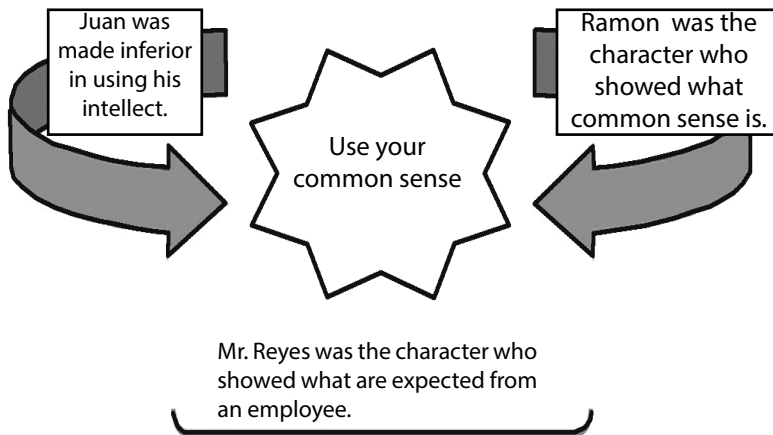 Juan was
made inferior
in using his
intellect.
Ramon was the
character who
showed what
common sense is.
Use your
common sense
Mr. Reyes was the character who
showed what are expected from
an employee.